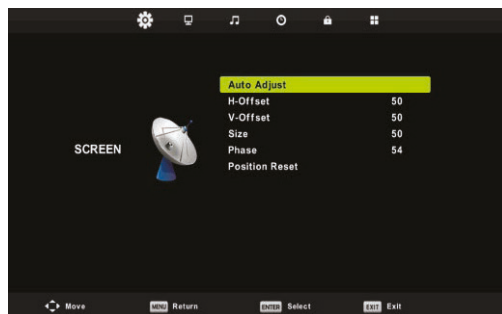 Auto Adjust
H-Offset 50
V-Offset 50
Size 50
Phase 54
Position Reset
SCREEN
Move MENU Return ENTER Select EXIT Exit